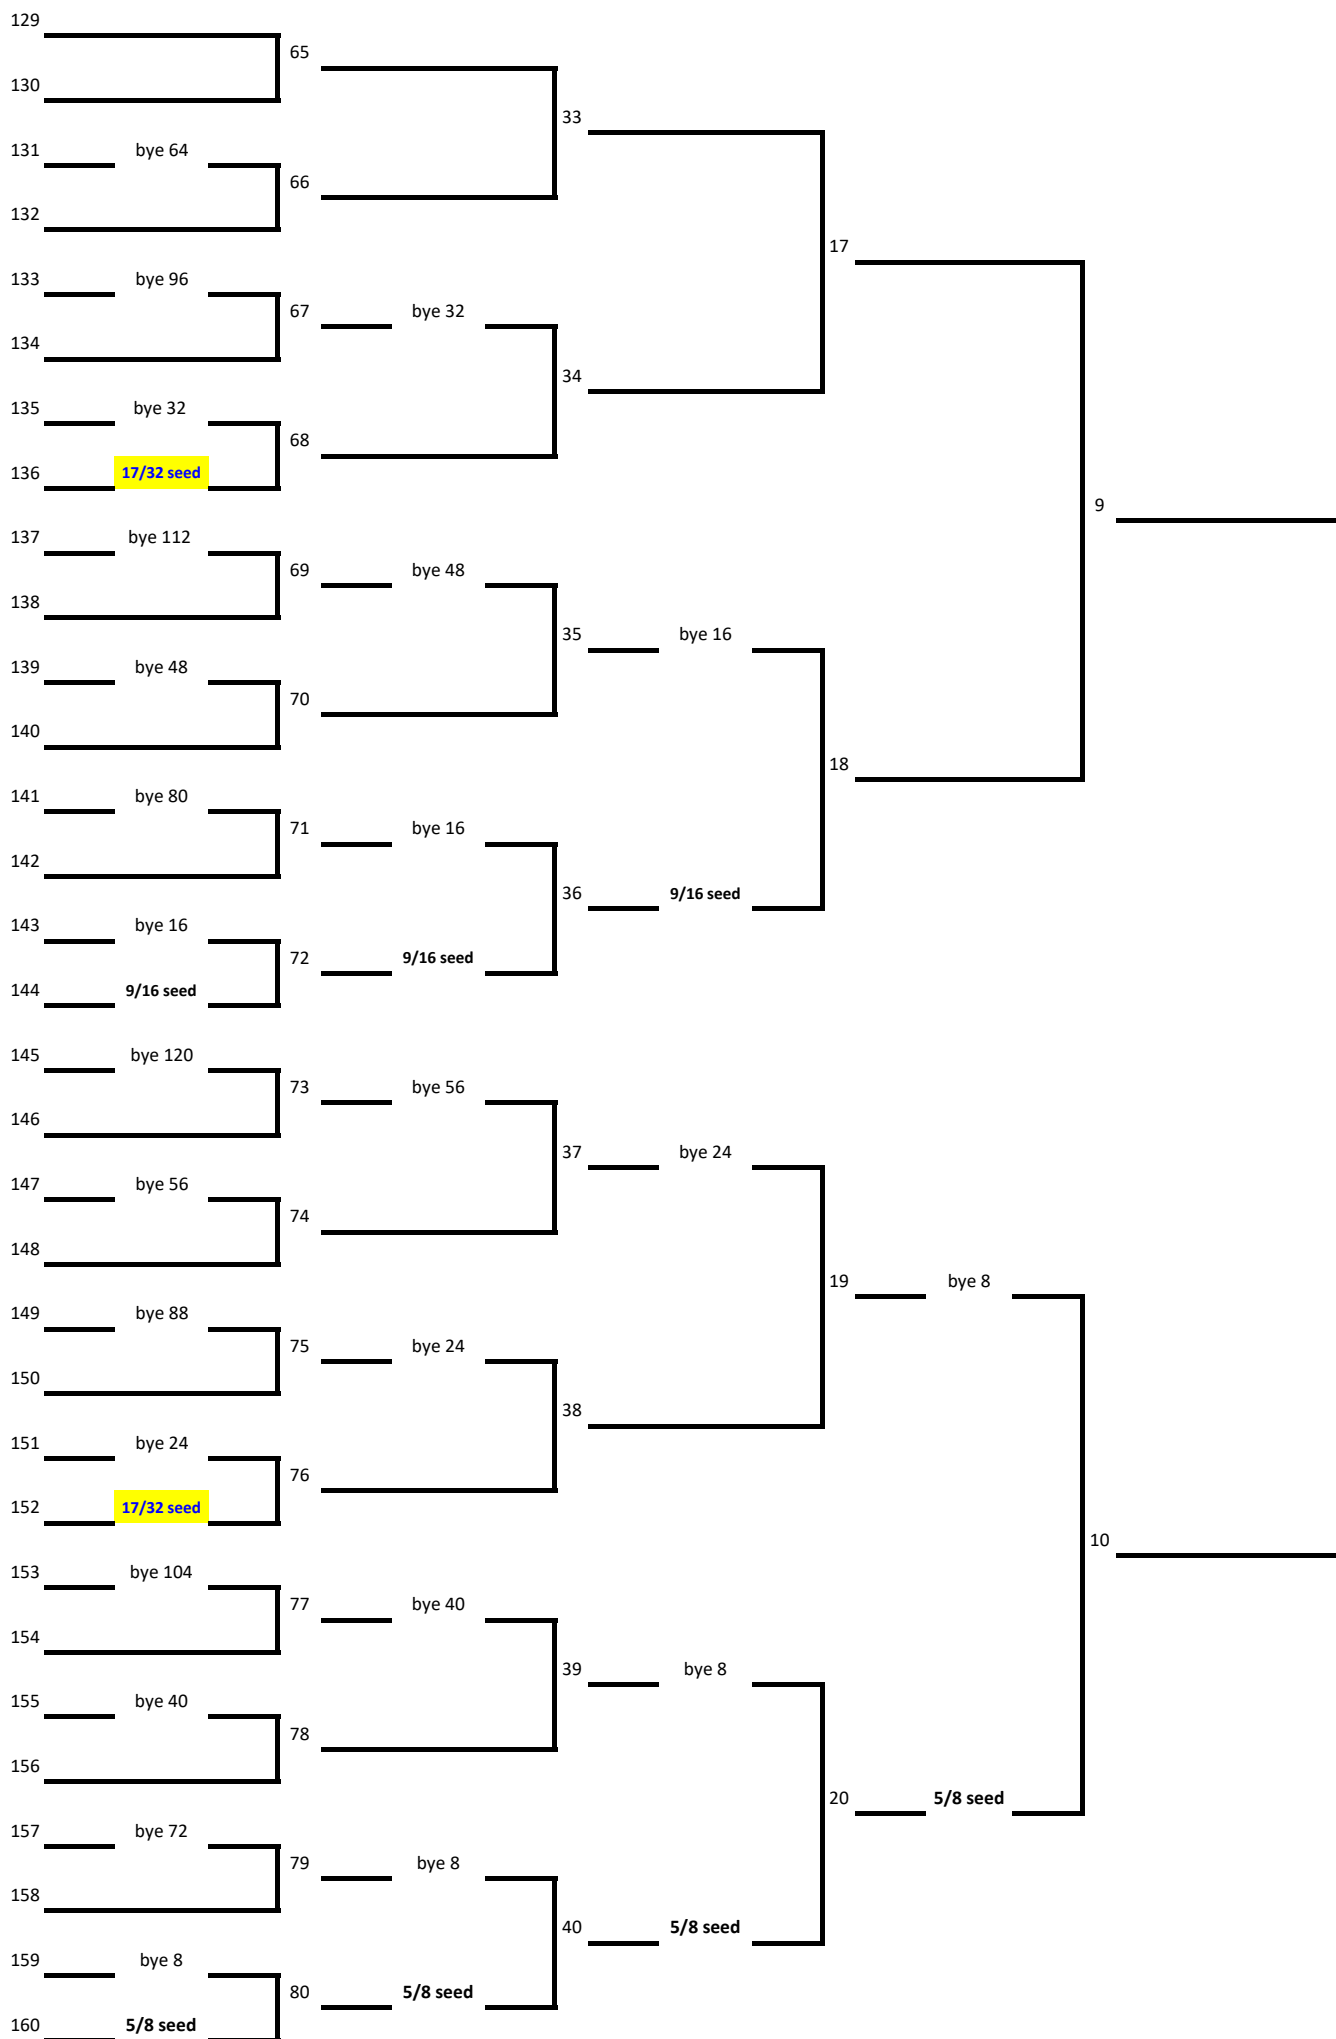 129
65
130
33
131 bye 64
66
132
17
133 bye 96
67 bye 32
134
34
135 bye 32
68
136 17/32 seed
9
137 bye 112
69 bye 48
138
35 bye 16
139 bye 48
70
140
18
141 bye 80
71 bye 16
142
36 9/16 seed
143 bye 16
72 9/16 seed
144 9/16 seed
145 bye 120
73 bye 56
146
37 bye 24
147 bye 56
74
148
19 bye 8
149 bye 88
75 bye 24
150
38
151 bye 24
76
152 17/32 seed
10
153 bye 104
77 bye 40
154
39 bye 8
155 bye 40
78
156
20 5/8 seed
157 bye 72
79 bye 8
158
40 5/8 seed
159 bye 8
80 5/8 seed
160 5/8 seed